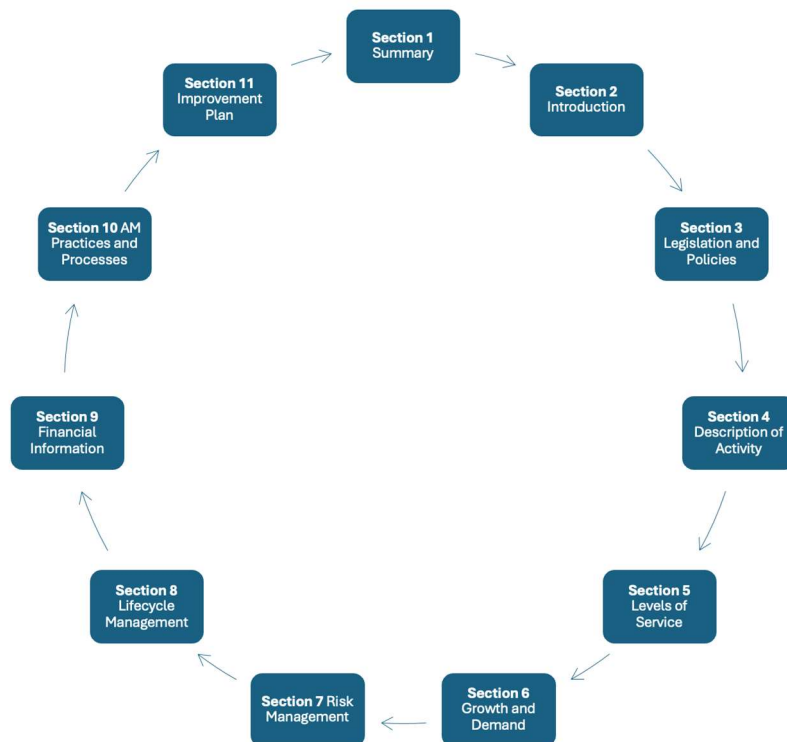 Section 1
Summary
Section 2
Introduction
Section 3
Legislation and
Policies
Section 4
Description of
Activity
Section 5
Levels of
Service
Section 6
Growth and
Demand
Section 7 Risk
Management
Section 8
Lifecycle
Management
Section 9
Financial
Information
Section 10 AM
Practices and
Processes
Section 11
Improvement
Plan